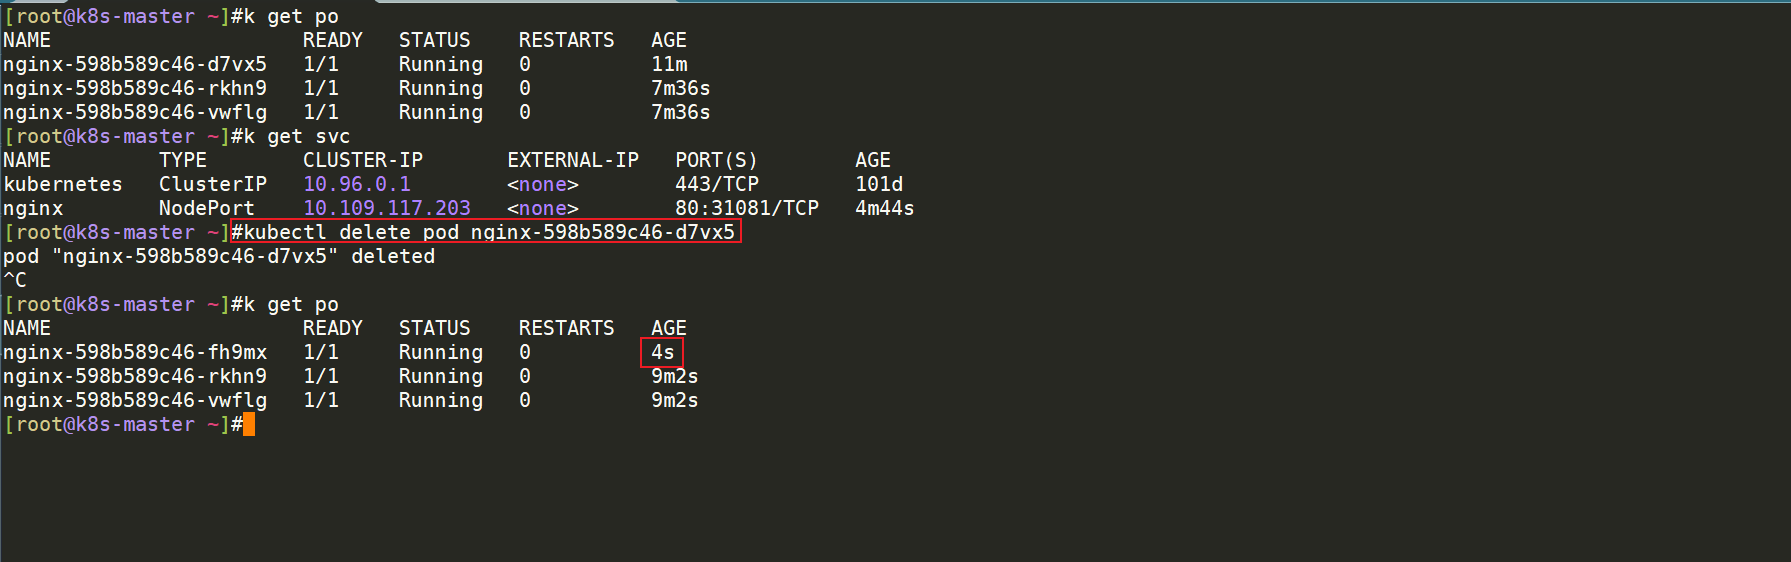 [root@k8s-master ~]#k get po
NAME                     READY   STATUS    RESTARTS   AGE
nginx-598b589c46-d7vx5   1/1     Running   0          11m
nginx-598b589c46-rkhn9   1/1     Running   0          7m36s
nginx-598b589c46-vwflg   1/1     Running   0          7m36s
[root@k8s-master ~]#k get svc
NAME         TYPE        CLUSTER-IP       EXTERNAL-IP   PORT(S)        AGE
kubernetes   ClusterIP   10.96.0.1        <none>        443/TCP        101d
nginx        NodePort    10.109.117.203   <none>        80:31081/TCP   4m44s
[root@k8s-master ~]#kubectl delete pod nginx-598b589c46-d7vx5
pod "nginx-598b589c46-d7vx5" deleted
^C
[root@k8s-master ~]#k get po
NAME                     READY   STATUS    RESTARTS   AGE
nginx-598b589c46-fh9mx   1/1     Running   0          4s
nginx-598b589c46-rkhn9   1/1     Running   0          9m2s
nginx-598b589c46-vwflg   1/1     Running   0          9m2s
[root@k8s-master ~]#